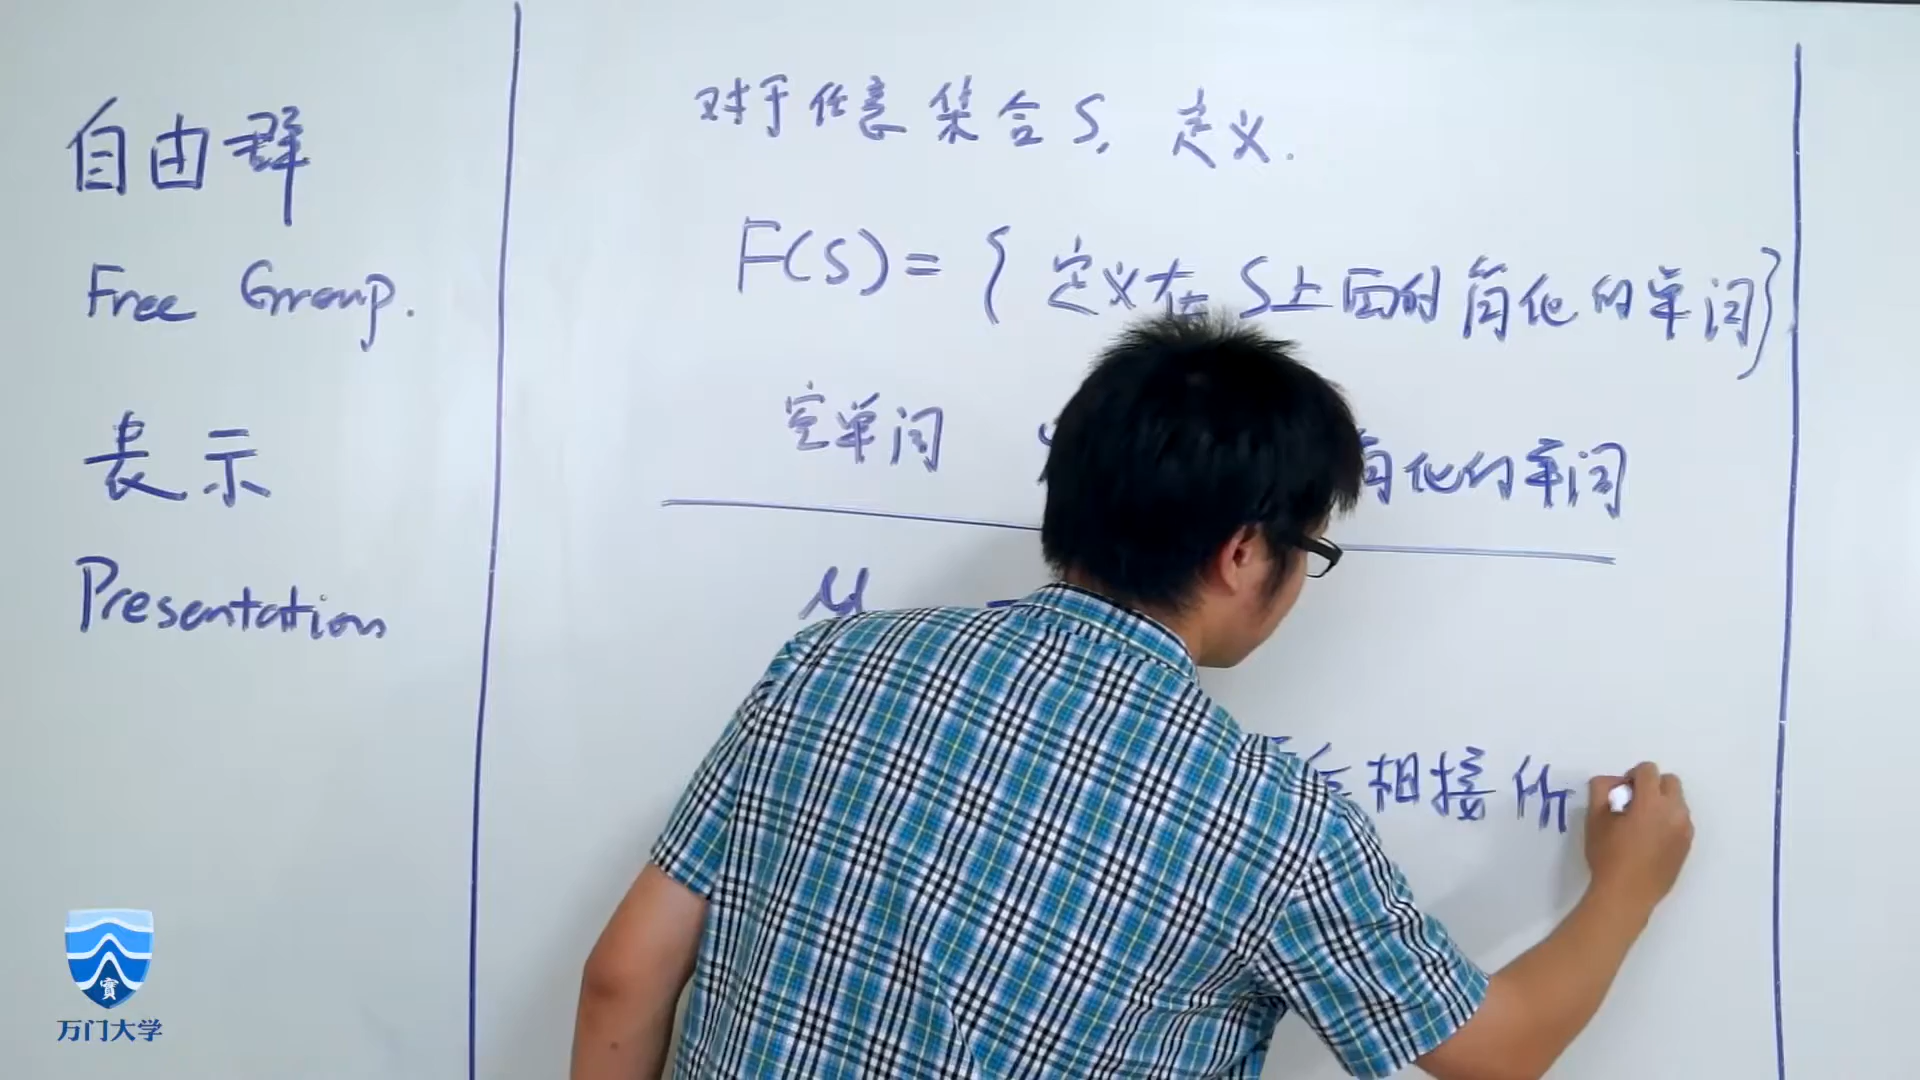 自由群
Free Group.
表示
Presentation
对于任意集合S, 定义.
F(S) = { 定义在S上面的简化的单词}
空单词
简化的单词
相接所
實
万门大学